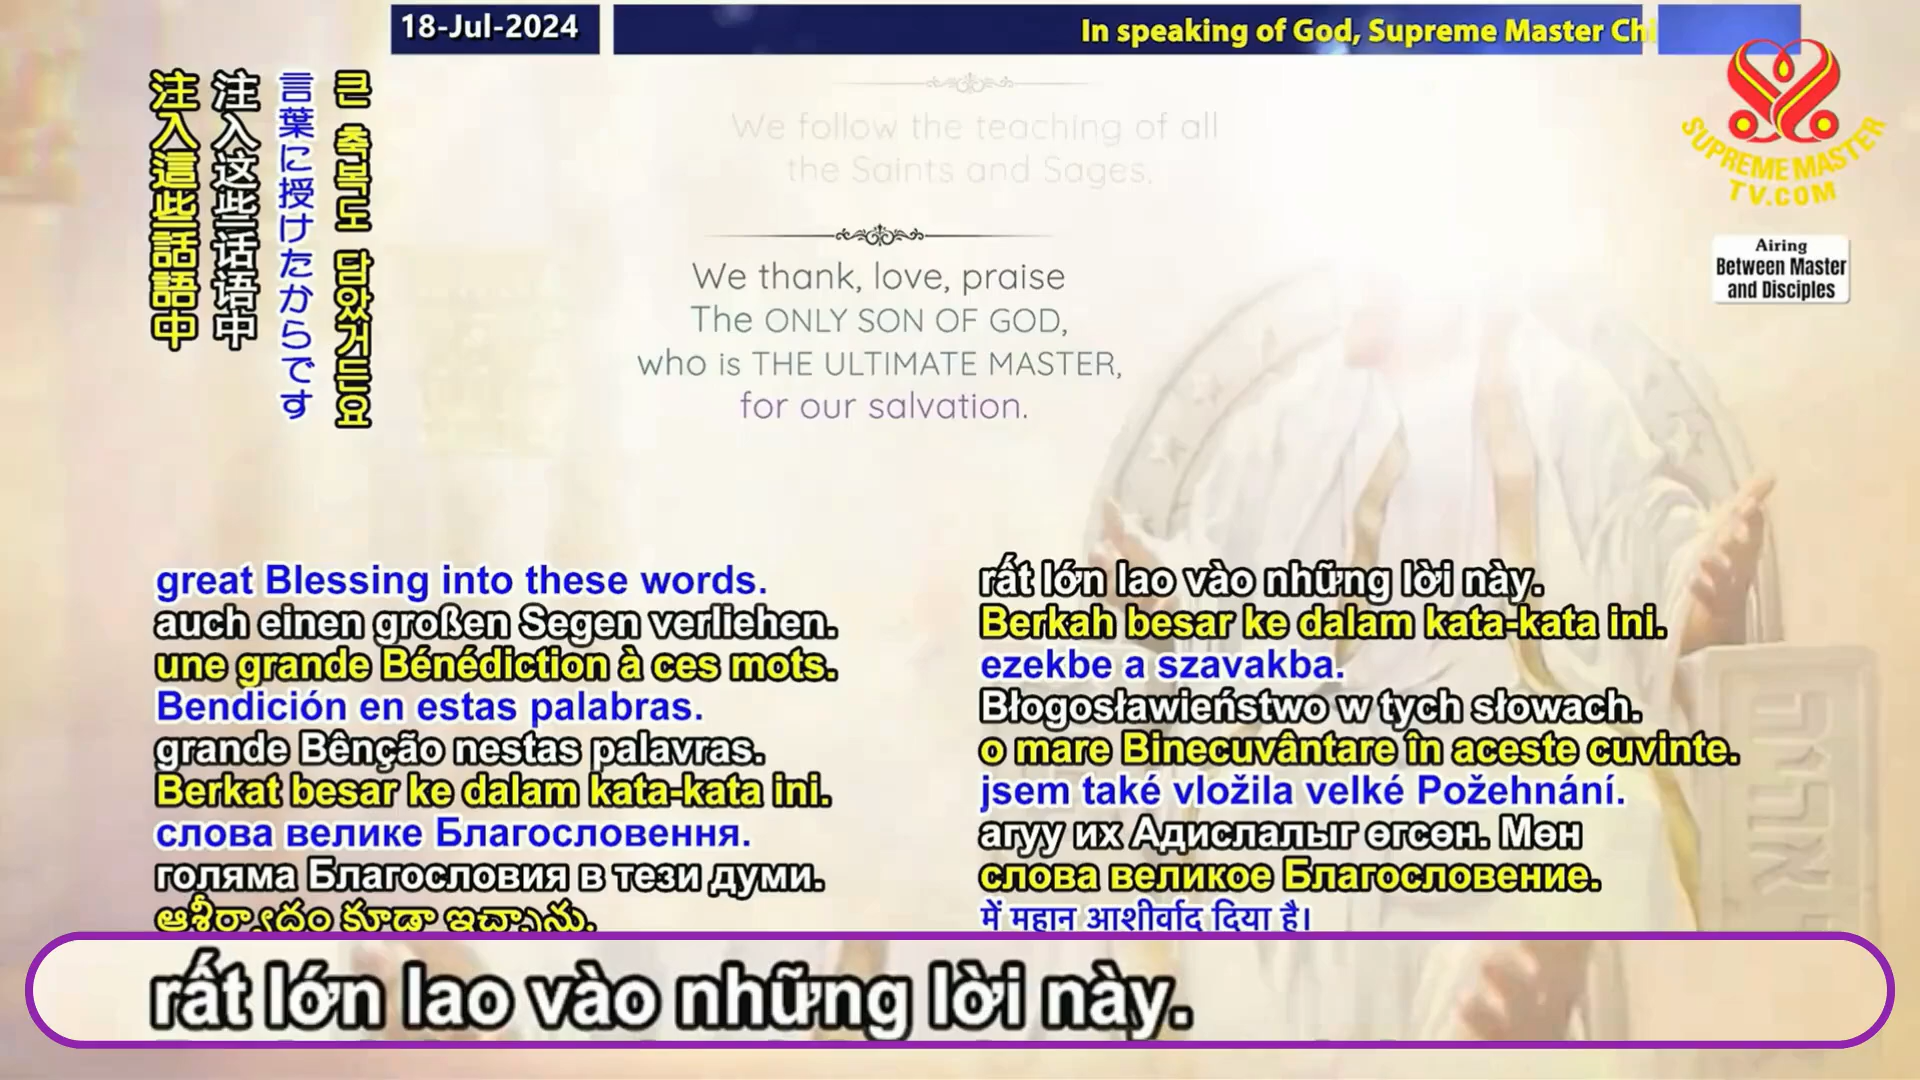 18-Jul-2024
In speaking of God, Supreme Master Ch
SUPREME MASTER
TV.COM
Airing
Between Master
and Disciples
注入這些話語中
注入这些话语中
言葉に授けたからです
큰 축복도 담았거든요
We follow the teaching of all
the Saints and Sages,
We thank, love, praise
The ONLY SON OF GOD,
who is THE ULTIMATE MASTER,
for our salvation.
great Blessing into these words.
auch einen großen Segen verliehen.
une grande Bénédiction à ces mots.
Bendición en estas palabras.
grande Bênção nestas palavras.
Berkat besar ke dalam kata-kata ini.
слова велике Благословення.
голяма Благословия в тези думи.
ఆశీర్వాదం కూడా ఇచ్చాను.
rất lớn lao vào những lời này.
Berkah besar ke dalam kata-kata ini.
ezekbe a szavakba.
Błogosławieństwo w tych słowach.
o mare Binecuvântare în aceste cuvinte.
jsem také vložila velké Požehnání.
агуу их Адислалыг өгсөн. Мөн
слова великое Благословение.
में महान आशीर्वाद दिया है।
rất lớn lao vào những lời này.